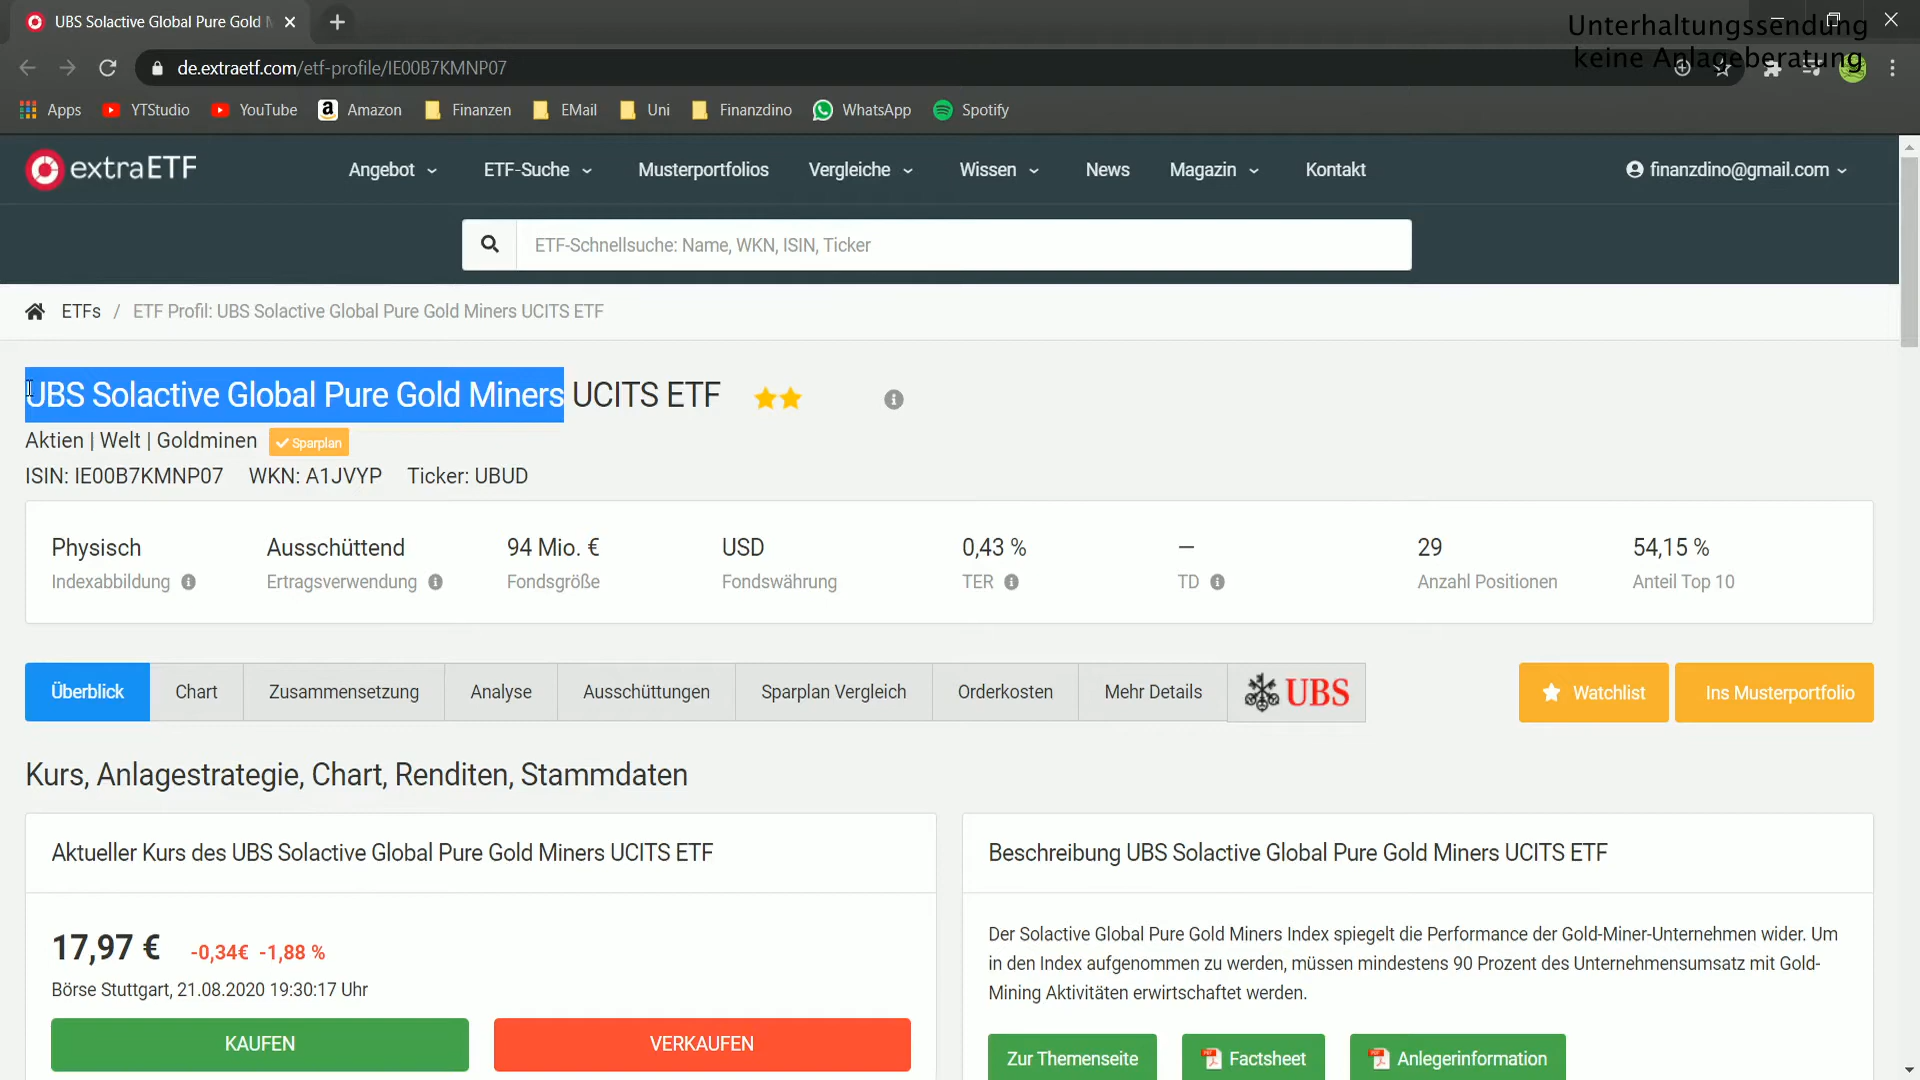 UBS Solactive Global Pure Gold M
Unterhaltungssendung
keine Anlageberatung
de.extraetf.com/etf-profile/IE00B7KMNP07
Apps YTStudio YouTube Amazon Finanzen EMail Uni Finanzdino WhatsApp Spotify
extraETF Angebot ETF-Suche Musterportfolios Vergleiche Wissen News Magazin Kontakt finanzdino@gmail.com
ETF-Schnellsuche: Name, WKN, ISIN, Ticker
ETFs / ETF Profil: UBS Solactive Global Pure Gold Miners UCITS ETF
UBS Solactive Global Pure Gold Miners UCITS ETF
Aktien | Welt | Goldminen Sparplan
ISIN: IE00B7KMNP07 WKN: A1JVYP Ticker: UBUD
Physisch Ausschüttend 94 Mio. € USD 0,43 % — 29 54,15 %
Indexabbildung Ertragsverwendung Fondsgröße Fondswährung TER TD Anzahl Positionen Anteil Top 10
Überblick Chart Zusammensetzung Analyse Ausschüttungen Sparplan Vergleich Orderkosten Mehr Details UBS Watchlist Ins Musterportfolio
Kurs, Anlagestrategie, Chart, Renditen, Stammdaten
Aktueller Kurs des UBS Solactive Global Pure Gold Miners UCITS ETF
17,97 € -0,34€ -1,88 %
Börse Stuttgart, 21.08.2020 19:30:17 Uhr
KAUFEN VERKAUFEN
Beschreibung UBS Solactive Global Pure Gold Miners UCITS ETF
Der Solactive Global Pure Gold Miners Index spiegelt die Performance der Gold-Miner-Unternehmen wider. Um
in den Index aufgenommen zu werden, müssen mindestens 90 Prozent des Unternehmensumsatz mit Gold-
Mining Aktivitäten erwirtschaftet werden.
Zur Themenseite Factsheet Anlegerinformation